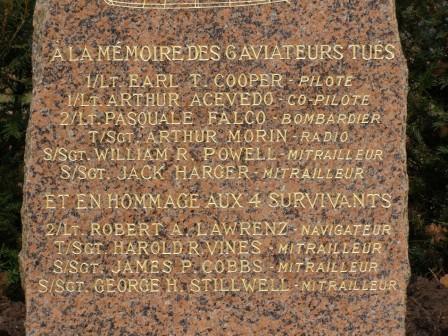 À LA MÉMOIRE DES 6 AVIATEURS TUÉS
1/LT. EARL T. COOPER - PILOTE
1/LT. ARTHUR ACEVEDO - CO-PILOTE
2/LT. PASQUALE FALCO - BOMBARDIER
T/SGT. ARTHUR MORIN - RADIO
S/SGT. WILLIAM R. POWELL - MITRAILLEUR
S/SGT. JACK HARGER - MITRAILLEUR
ET EN HOMMAGE AUX 4 SURVIVANTS
2/LT. ROBERT A. LAWRENZ - NAVIGATEUR
T/SGT. HAROLD R. VINES - MITRAILLEUR
S/SGT. JAMES P. COBBS - MITRAILLEUR
S/SGT. GEORGE H. STILLWELL - MITRAILLEUR